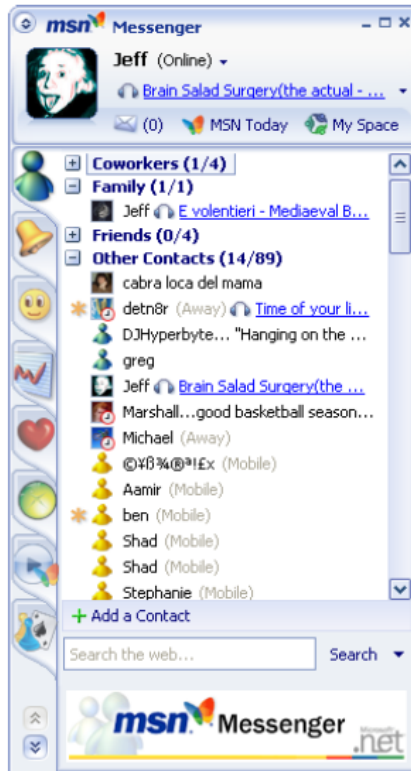 msn Messenger
Jeff (Online)
Brain Salad Surgery(the actual - ...
(0) MSN Today My Space
Coworkers (1/4)
Family (1/1)
Jeff E volentieri - Mediaeval B...
Friends (0/4)
Other Contacts (14/89)
cabra loca del mama
detn8r (Away) Time of your li...
DJHyperbyte... "Hanging on the ...
greg
Jeff Brain Salad Surgery(the ...
Marshall...good basketball season...
Michael (Away)
©¥ß¾®ª!£x (Mobile)
Aamir (Mobile)
ben (Mobile)
Shad (Mobile)
Shad (Mobile)
Stephanie (Mobile)
+ Add a Contact
Search the web... Search
msn Messenger
Microsoft .net